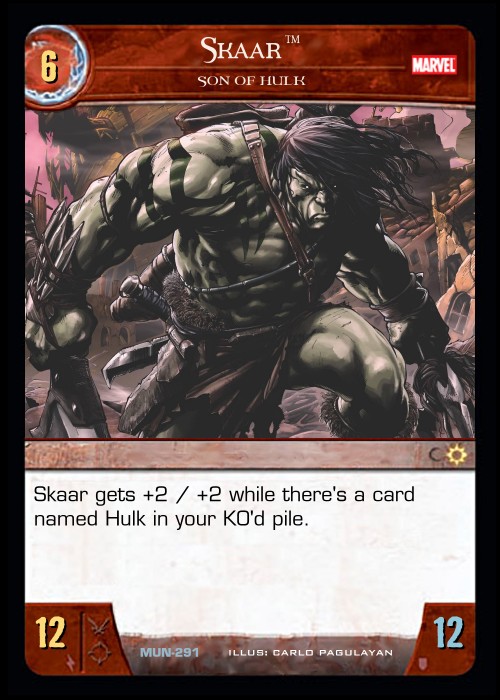 6
SKAAR™
MARVEL
SON OF HULK
C
Skaar gets +2 / +2 while there's a card
named Hulk in your KO'd pile.
12
MUN-291 ILLUS: CARLO PAGULAYAN
12